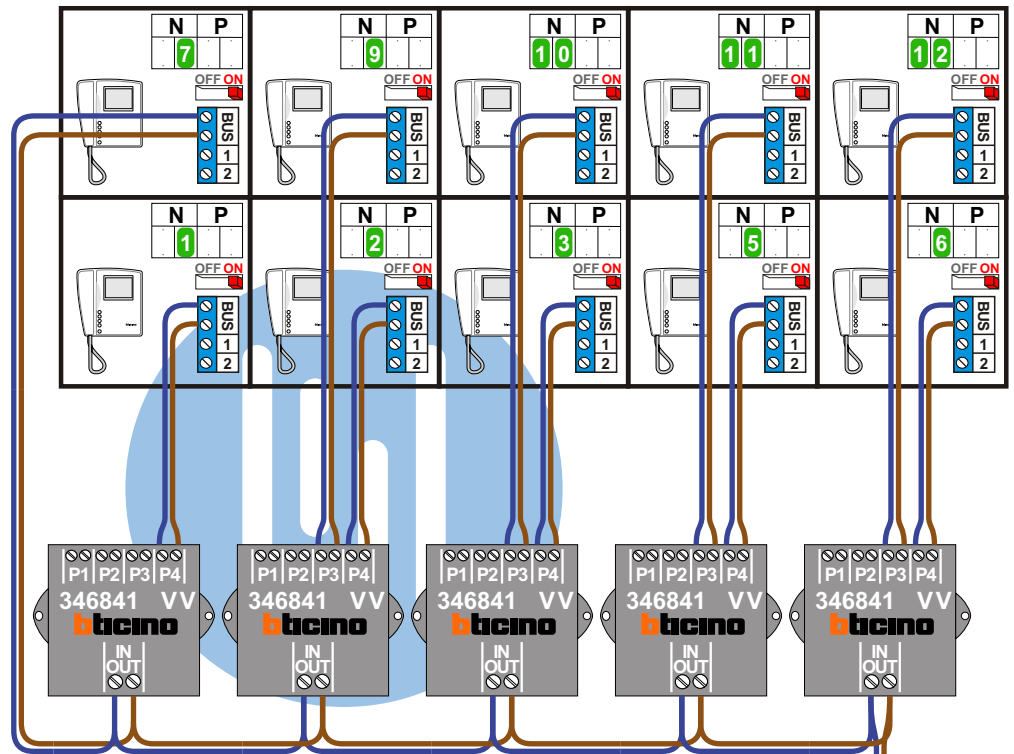 N P N P N P N P N P
7 9 10 11 12
OFF ON OFF ON OFF ON OFF ON OFF ON
BUS BUS BUS BUS BUS
1 1 1 1 1
2 2 2 2 2
N P N P N P N P N P
1 2 3 5 6
OFF ON OFF ON OFF ON OFF ON OFF ON
BUS BUS BUS BUS BUS
1 1 1 1 1
2 2 2 2 2
P1 P2 P3 P4 P1 P2 P3 P4 P1 P2 P3 P4 P1 P2 P3 P4 P1 P2 P3 P4
346841 VV 346841 VV 346841 VV 346841 VV 346841 VV
bticino bticino bticino bticino bticino
IN IN IN IN IN
OUT OUT OUT OUT OUT